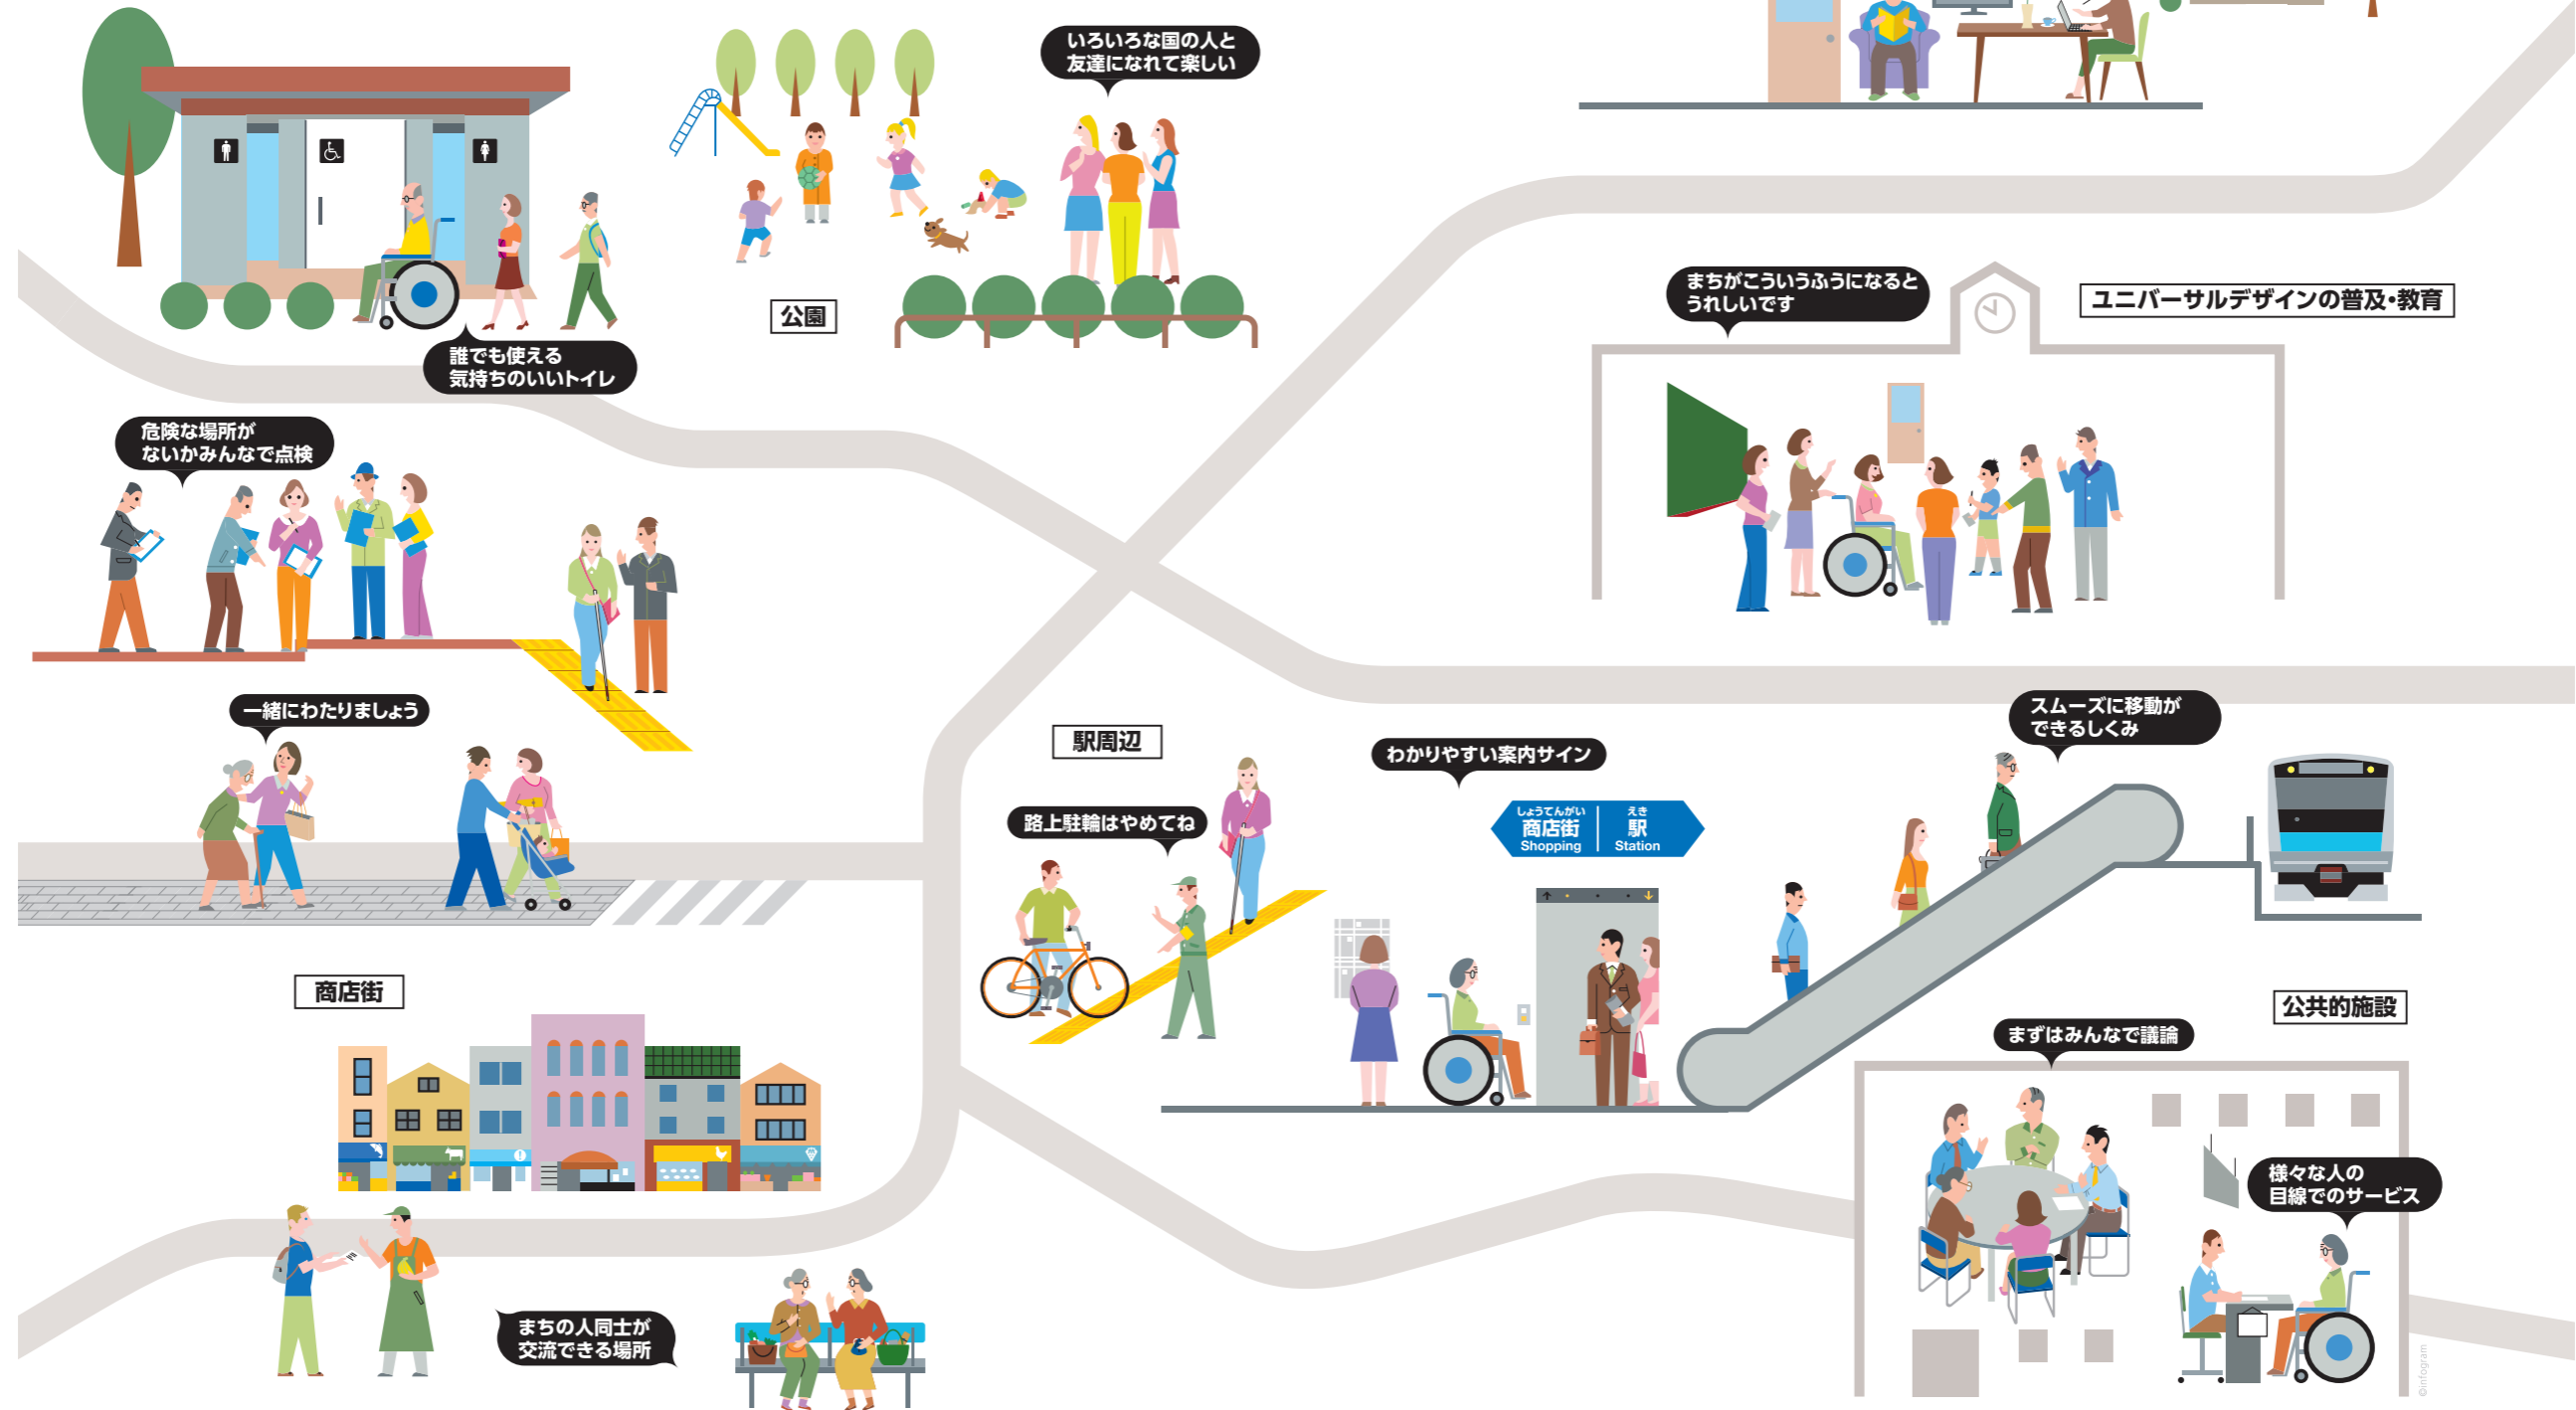 いろいろな国の人と
友達になれて楽しい
公園
誰でも使える
気持ちのいいトイレ
まちがこういうふうになると
うれしいです
ユニバーサルデザインの普及・教育
危険な場所が
ないかみんなで点検
一緒にわたりましょう
駅周辺
路上駐輪はやめてね
わかりやすい案内サイン
しょうてんがい
商店街
Shopping
えき
駅
Station
スムーズに移動が
できるしくみ
商店街
公共的施設
まずはみんなで議論
様々な人の
目線でのサービス
まちの人同士が
交流できる場所
©infogram